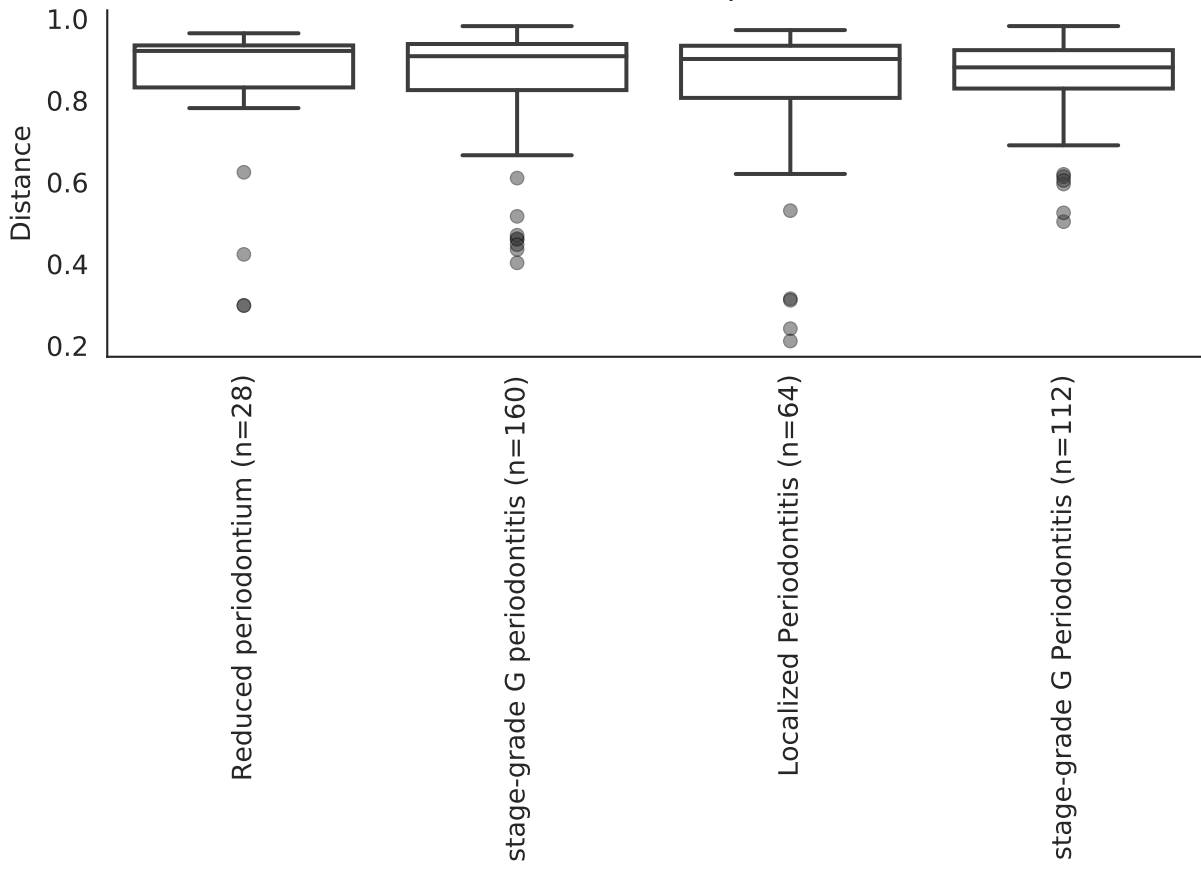 1.0
0.8
0.6
0.4
0.2
Distance
Reduced periodontium (n=28)
stage-grade G periodontitis (n=160)
Localized Periodontitis (n=64)
stage-grade G Periodontitis (n=112)